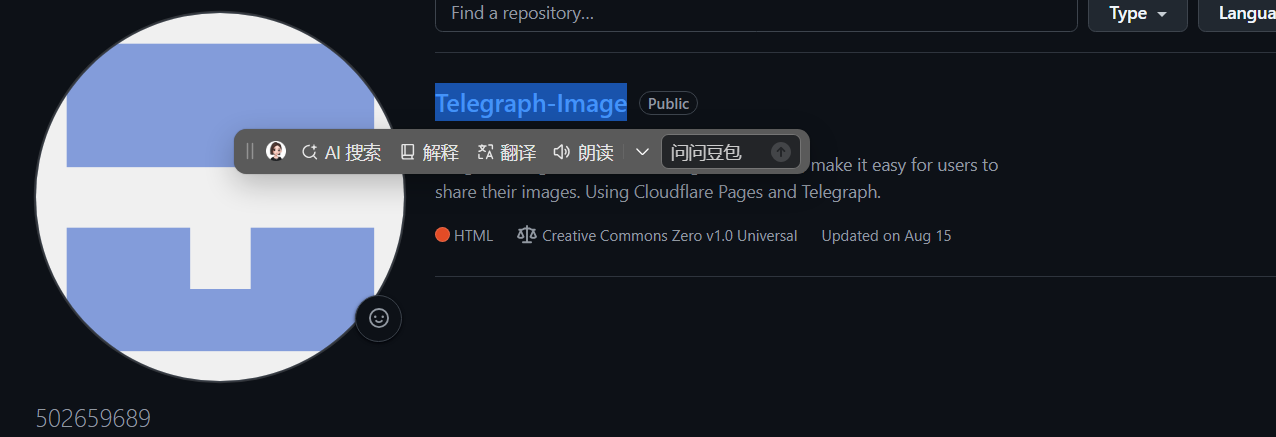 Find a repository...
Type
Langua
Telegraph-Image
Public
AI 搜索
解释
翻译
朗读
问问豆包
make it easy for users to
share their images. Using Cloudflare Pages and Telegraph.
HTML
Creative Commons Zero v1.0 Universal
Updated on Aug 15
502659689